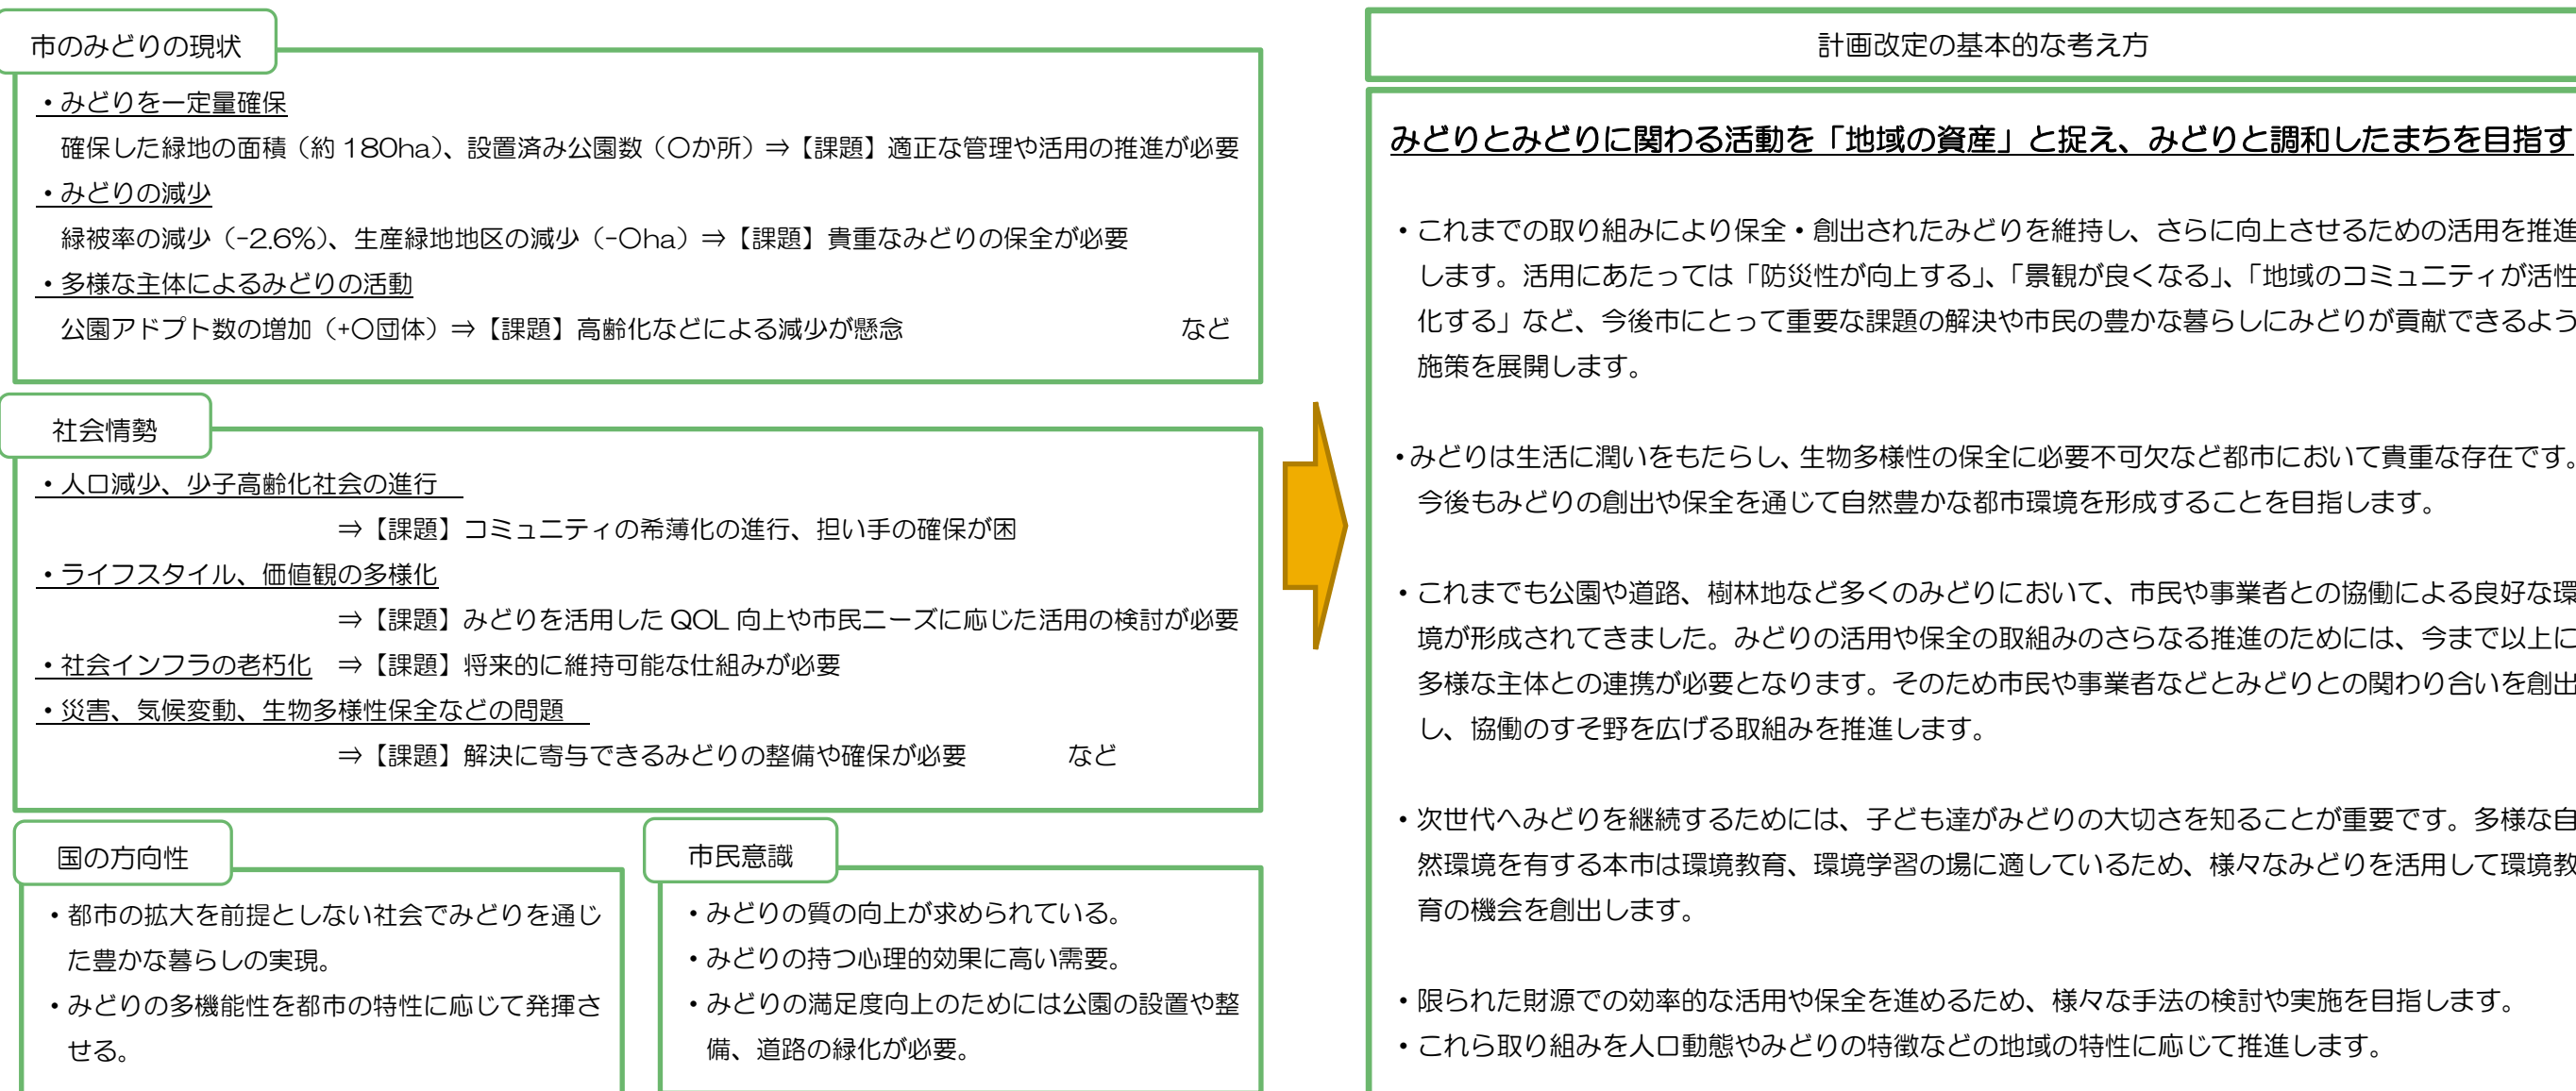 市のみどりの現状
・みどりを一定量確保
確保した緑地の面積（約180ha）、設置済み公園数（〇か所）⇒【課題】適正な管理や活用の推進が必要
・みどりの減少
緑被率の減少（-2.6%）、生産緑地地区の減少（-〇ha）⇒【課題】貴重なみどりの保全が必要
・多様な主体によるみどりの活動
公園アドプト数の増加（+〇団体）⇒【課題】高齢化などによる減少が懸念　など
社会情勢
・人口減少、少子高齢化社会の進行
⇒【課題】コミュニティの希薄化の進行、担い手の確保が困
・ライフスタイル、価値観の多様化
⇒【課題】みどりを活用したQOL向上や市民ニーズに応じた活用の検討が必要
・社会インフラの老朽化　⇒【課題】将来的に維持可能な仕組みが必要
・災害、気候変動、生物多様性保全などの問題
⇒【課題】解決に寄与できるみどりの整備や確保が必要　など
国の方向性
・都市の拡大を前提としない社会でみどりを通じ
た豊かな暮らしの実現。
・みどりの多機能性を都市の特性に応じて発揮さ
せる。
市民意識
・みどりの質の向上が求められている。
・みどりの持つ心理的効果に高い需要。
・みどりの満足度向上のためには公園の設置や整
備、道路の緑化が必要。
計画改定の基本的な考え方
みどりとみどりに関わる活動を「地域の資産」と捉え、みどりと調和したまちを目指す
・これまでの取り組みにより保全・創出されたみどりを維持し、さらに向上させるための活用を推進
します。活用にあたっては「防災性が向上する」、「景観が良くなる」、「地域のコミュニティが活性
化する」など、今後市にとって重要な課題の解決や市民の豊かな暮らしにみどりが貢献できるよう
施策を展開します。
・みどりは生活に潤いをもたらし、生物多様性の保全に必要不可欠など都市において貴重な存在です。
今後もみどりの創出や保全を通じて自然豊かな都市環境を形成することを目指します。
・これまでも公園や道路、樹林地など多くのみどりにおいて、市民や事業者との協働による良好な環
境が形成されてきました。みどりの活用や保全の取組みのさらなる推進のためには、今まで以上に
多様な主体との連携が必要となります。そのため市民や事業者などとみどりとの関わり合いを創出
し、協働のすそ野を広げる取組みを推進します。
・次世代へみどりを継続するためには、子ども達がみどりの大切さを知ることが重要です。多様な自
然環境を有する本市は環境教育、環境学習の場に適しているため、様々なみどりを活用して環境教
育の機会を創出します。
・限られた財源での効率的な活用や保全を進めるため、様々な手法の検討や実施を目指します。
・これら取り組みを人口動態やみどりの特徴などの地域の特性に応じて推進します。